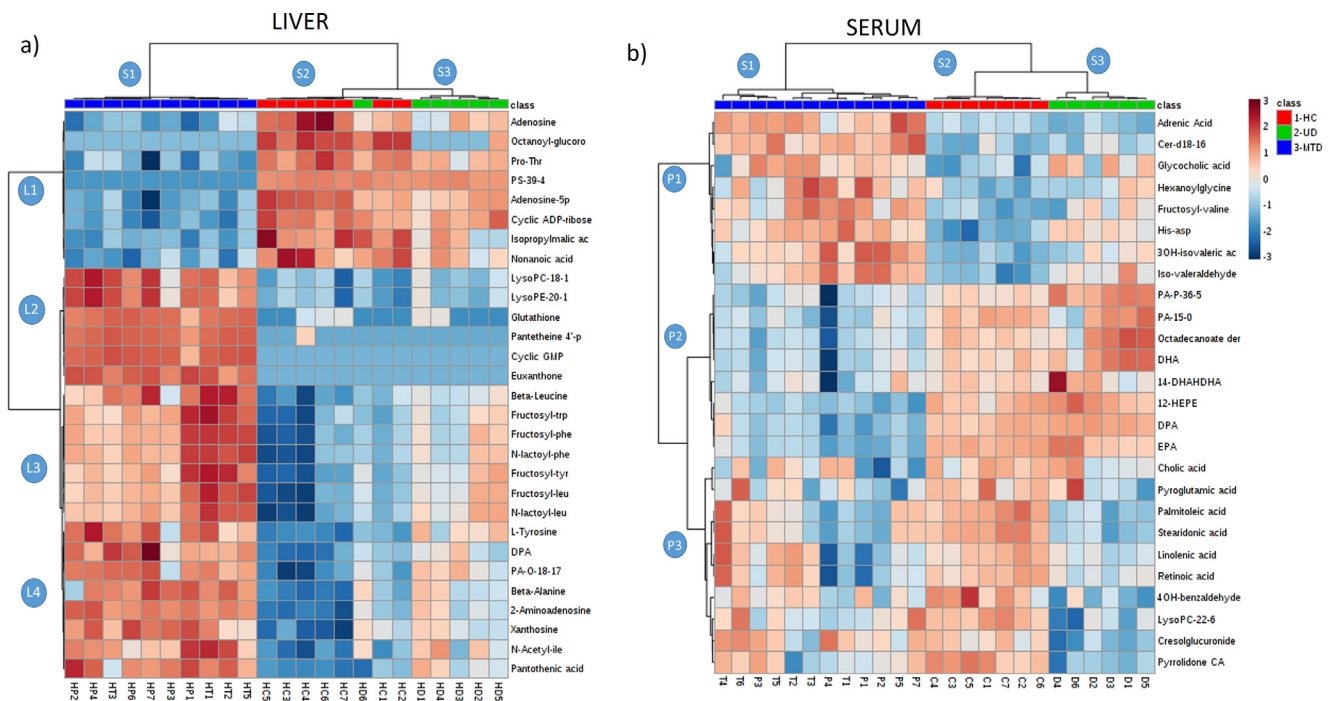 LIVER
a)
S1
S2
S3
class
Adenosine
Octanoyl-glucoro
Pro-Thr
PS-39-4
Adenosine-5p
Cyclic ADP-ribose
Isopropylmalic ac
Nonanoic acid
LysoPC-18-1
LysoPE-20-1
Glutathione
Pantetheine 4'-p
Cyclic GMP
Euxanthone
Beta-Leucine
Fructosyl-trp
Fructosyl-phe
N-lactoyl-phe
Fructosyl-tyr
Fructosyl-leu
N-lactoyl-leu
L-Tyrosine
DPA
PA-O-18-17
Beta-Alanine
2-Aminoadenosine
Xanthosine
N-Acetyl-ile
Pantothenic acid
L1
L2
L3
L4
HP2 HP4 HT3 HP6 HP7 HP3 HP1 HT1 HT2 HT5 HC5 HC3 HC4 HC6 HC7 HD6 HC1 HC2 HD1 HD4 HD3 HD2 HD5
SERUM
b)
S1
S2
S3
class
Adrenic Acid
Cer-d18-16
Glycocholic acid
Hexanoylglycine
Fructosyl-valine
His-asp
3OH-isovaleric ac
Iso-valeraldehyde
PA-P-36-5
PA-15-0
Octadecanoate der
DHA
14-DHAHDHA
12-HEPE
DPA
EPA
Cholic acid
Pyroglutamic acid
Palmitoleic acid
Stearidonic acid
Linolenic acid
Retinoic acid
4OH-benzaldehyde
LysoPC-22-6
Cresolglucuronide
Pyrrolidone CA
P1
P2
P3
T4 T6 P3 T5 T2 T3 P4 T1 P1 P2 P5 P7 C4 C3 C5 C1 C7 C2 C6 D4 D6 D2 D3 D1 D5
3
2
1
0
-1
-2
-3
class
1-HC
2-UD
3-MTD